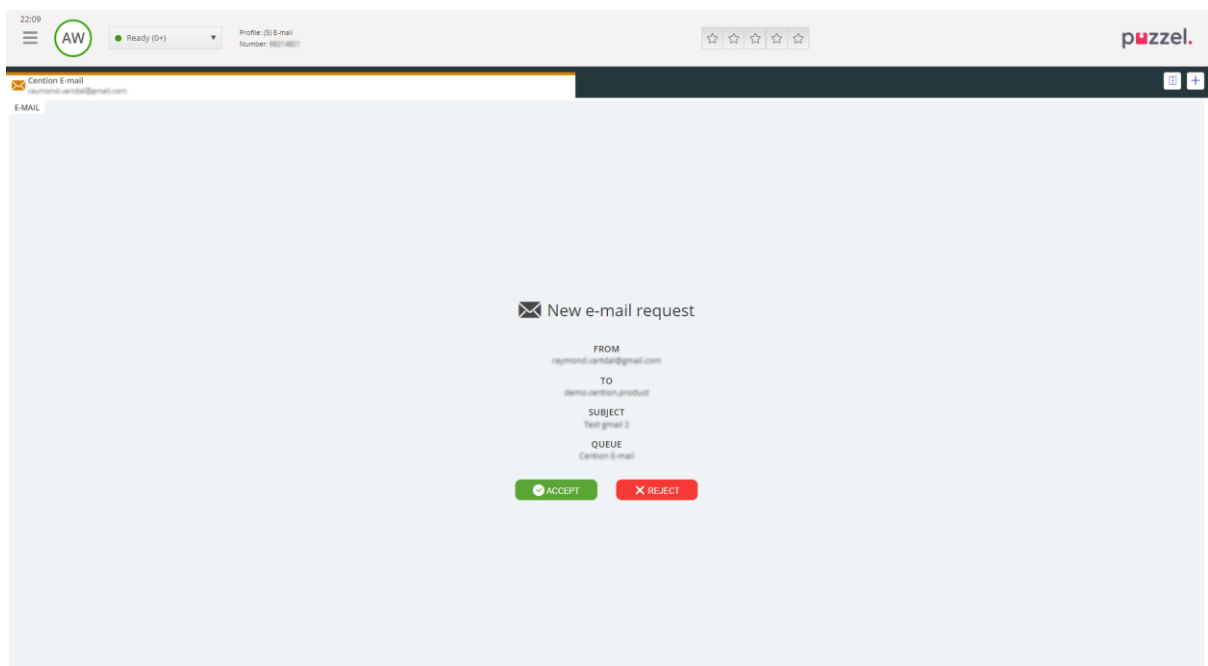 22:09
AW
Ready (0+)
Profile: (5) E-mail
Number:
puzzel.
Cention E-mail
raymond.vartdal@gmail.com
E-MAIL
New e-mail request
FROM
raymond.vartdal@gmail.com
TO
demo.cention.product
SUBJECT
Test gmail 2
QUEUE
Cention E-mail
ACCEPT
REJECT